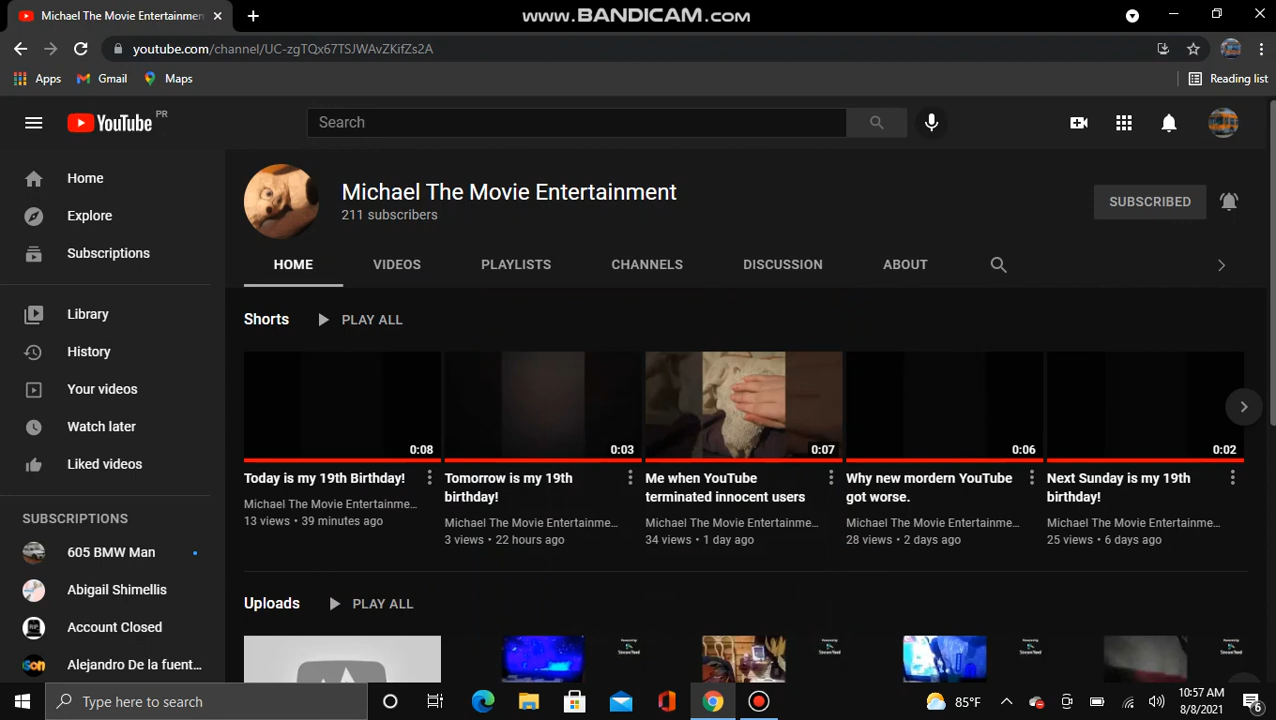 Michael The Movie Entertainmen
www.BANDICAM.com
youtube.com/channel/UC-zgTQx67TSJWAvZKifZs2A
Apps Gmail Maps Reading list
YouTube PR
Search
Home
Explore
Subscriptions
Library
History
Your videos
Watch later
Liked videos
SUBSCRIPTIONS
605 BMW Man
Abigail Shimellis
Account Closed
Alejandro De la fuent...
Michael The Movie Entertainment
211 subscribers
SUBSCRIBED
HOME VIDEOS PLAYLISTS CHANNELS DISCUSSION ABOUT
Shorts PLAY ALL
0:08
Today is my 19th Birthday!
Michael The Movie Entertainme...
13 views • 39 minutes ago
0:03
Tomorrow is my 19th
birthday!
Michael The Movie Entertainme...
3 views • 22 hours ago
0:07
Me when YouTube
terminated innocent users
Michael The Movie Entertainme...
34 views • 1 day ago
0:06
Why new mordern YouTube
got worse.
Michael The Movie Entertainme...
28 views • 2 days ago
0:02
Next Sunday is my 19th
birthday!
Michael The Movie Entertainme...
25 views • 6 days ago
Uploads PLAY ALL
Type here to search
85°F
10:57 AM
8/8/2021
6